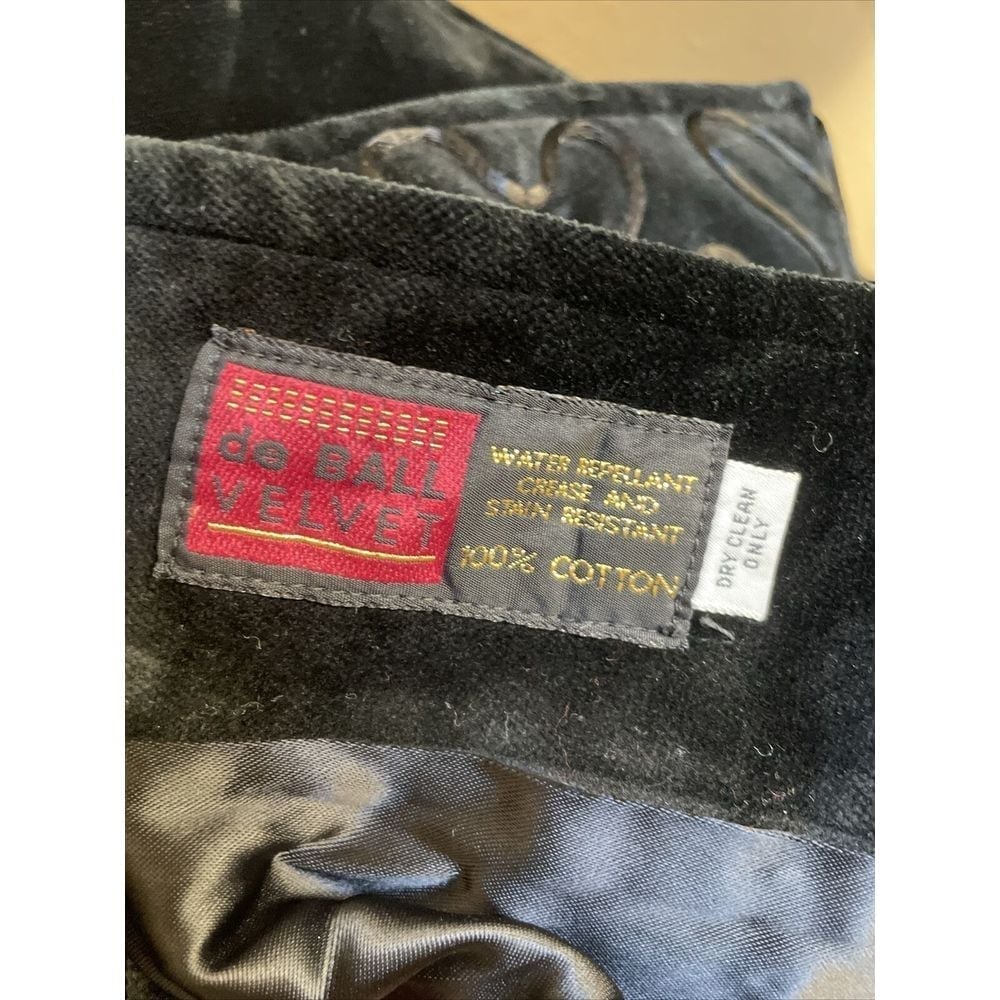 de BALL
VELVET
WATER REPELLANT
CREASE AND
STAIN RESISTANT
100% COTTON
DRY CLEAN
ONLY